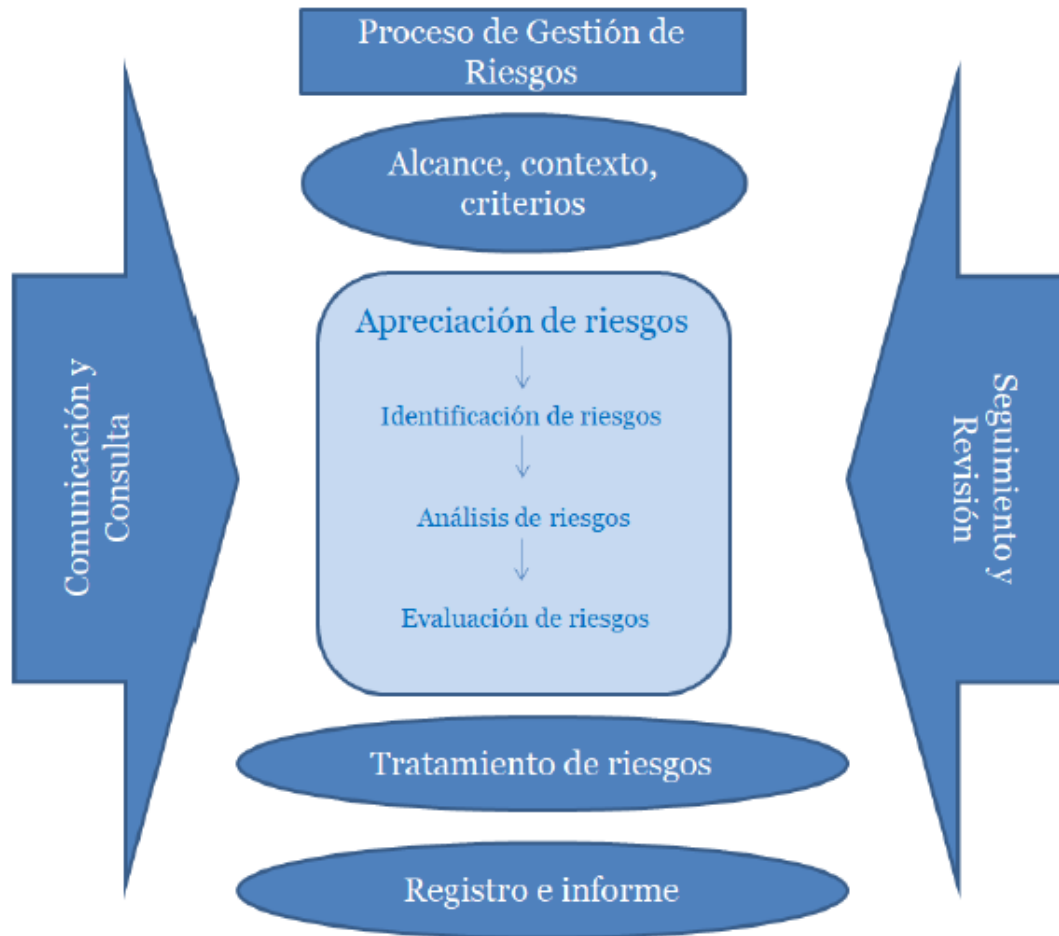 Proceso de Gestión de
Riesgos
Alcance, contexto,
criterios
Apreciación de riesgos
Identificación de riesgos
Análisis de riesgos
Evaluación de riesgos
Comunicación y
Consulta
Seguimiento y
Revisión
Tratamiento de riesgos
Registro e informe